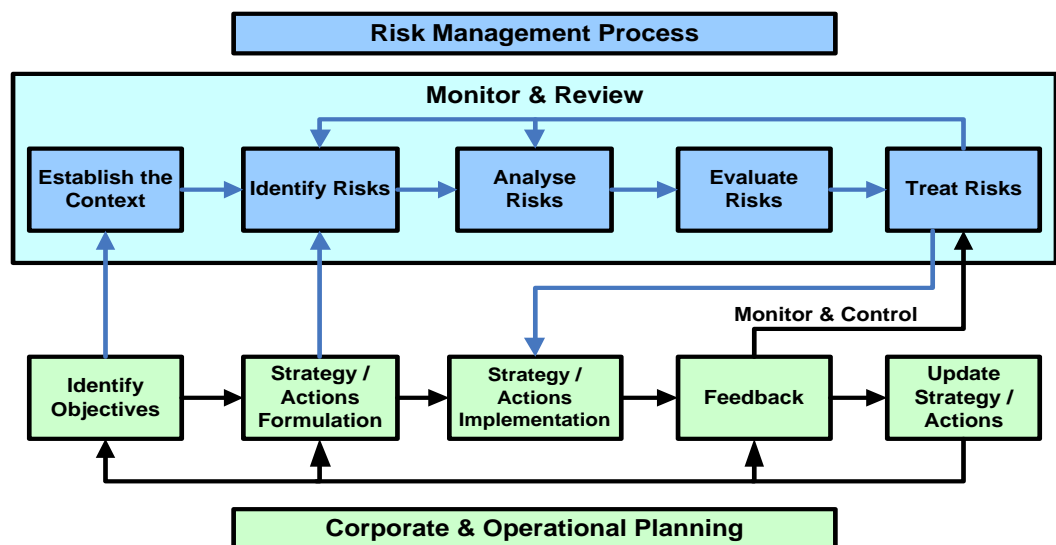 Risk Management Process
Monitor & Review
Establish the
Context
Identify Risks
Analyse
Risks
Evaluate
Risks
Treat Risks
Monitor & Control
Identify
Objectives
Strategy /
Actions
Formulation
Strategy /
Actions
Implementation
Feedback
Update
Strategy /
Actions
Corporate & Operational Planning